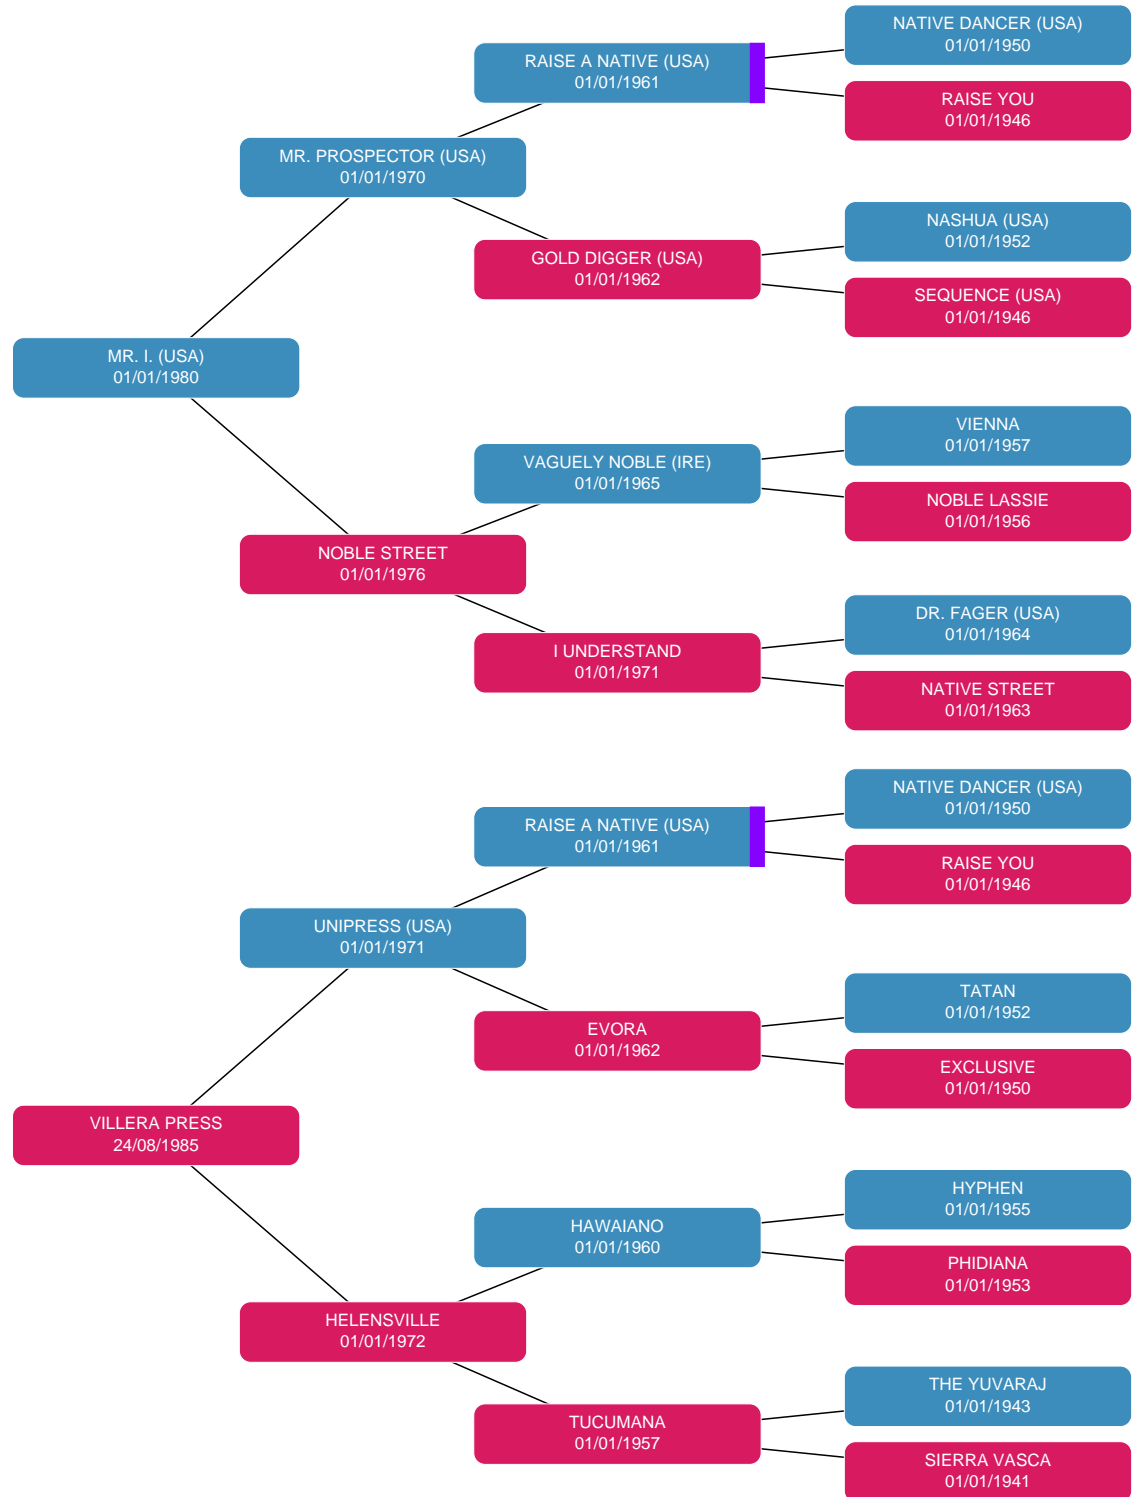 NATIVE DANCER (USA)
01/01/1950
RAISE A NATIVE (USA)
01/01/1961
RAISE YOU
01/01/1946
MR. PROSPECTOR (USA)
01/01/1970
NASHUA (USA)
01/01/1952
GOLD DIGGER (USA)
01/01/1962
SEQUENCE (USA)
01/01/1946
MR. I. (USA)
01/01/1980
VIENNA
01/01/1957
VAGUELY NOBLE (IRE)
01/01/1965
NOBLE LASSIE
01/01/1956
NOBLE STREET
01/01/1976
DR. FAGER (USA)
01/01/1964
I UNDERSTAND
01/01/1971
NATIVE STREET
01/01/1963
NATIVE DANCER (USA)
01/01/1950
RAISE A NATIVE (USA)
01/01/1961
RAISE YOU
01/01/1946
UNIPRESS (USA)
01/01/1971
TATAN
01/01/1952
EVORA
01/01/1962
EXCLUSIVE
01/01/1950
VILLERA PRESS
24/08/1985
HYPHEN
01/01/1955
HAWAIANO
01/01/1960
PHIDIANA
01/01/1953
HELENSVILLE
01/01/1972
THE YUVARAJ
01/01/1943
TUCUMANA
01/01/1957
SIERRA VASCA
01/01/1941